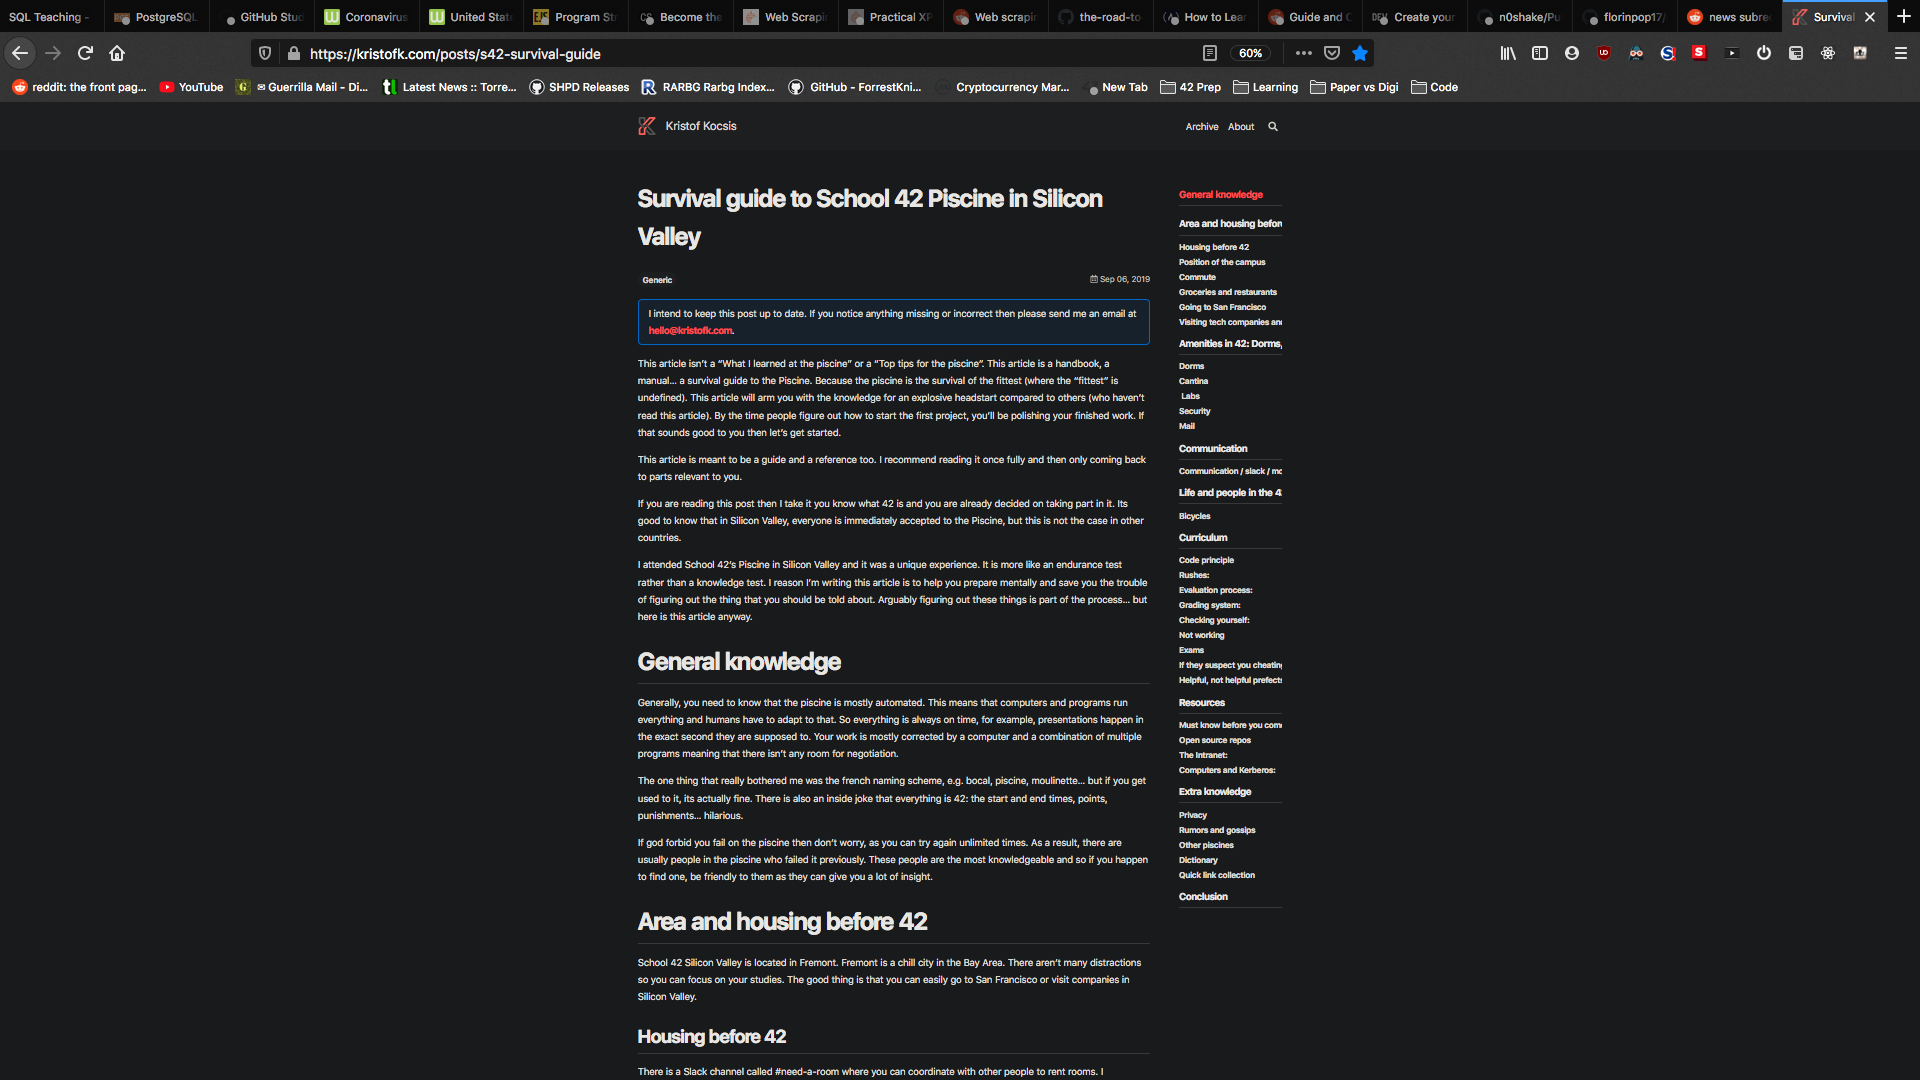 SQL Teaching -
PostgreSQL
GitHub Stud
Coronavirus
United State
Program Str
Become the
Web Scrapi
Practical XP
Web scrapin
the-road-to
How to Lear
Guide and C
Create your
n0shake/Pu
florinpop17/
news subre
Survival
https://kristofk.com/posts/s42-survival-guide
60%
reddit: the front pag...
YouTube
Guerrilla Mail - Di...
Latest News :: Torre...
SHPD Releases
RARBG Rarbg Index...
GitHub - ForrestKni...
Cryptocurrency Mar...
New Tab
42 Prep
Learning
Paper vs Digi
Code
Kristof Kocsis
Archive
About
Survival guide to School 42 Piscine in Silicon
Valley
Generic
Sep 06, 2019
I intend to keep this post up to date. If you notice anything missing or incorrect then please send me an email at
hello@kristofk.com.
This article isn't a “What I learned at the piscine” or a “Top tips for the piscine”. This article is a handbook, a
manual... a survival guide to the Piscine. Because the piscine is the survival of the fittest (where the “fittest” is
undefined). This article will arm you with the knowledge for an explosive headstart compared to others (who haven't
read this article). By the time people figure out how to start the first project, you'll be polishing your finished work. If
that sounds good to you then let's get started.
This article is meant to be a guide and a reference too. I recommend reading it once fully and then only coming back
to parts relevant to you.
If you are reading this post then I take it you know what 42 is and you are already decided on taking part in it. Its
good to know that in Silicon Valley, everyone is immediately accepted to the Piscine, but this is not the case in other
countries.
I attended School 42's Piscine in Silicon Valley and it was a unique experience. It is more like an endurance test
rather than a knowledge test. I reason I'm writing this article is to help you prepare mentally and save you the trouble
of figuring out the thing that you should be told about. Arguably figuring out these things is part of the process... but
here is this article anyway.
General knowledge
Generally, you need to know that the piscine is mostly automated. This means that computers and programs run
everything and humans have to adapt to that. So everything is always on time, for example, presentations happen in
the exact second they are supposed to. Your work is mostly corrected by a computer and a combination of multiple
programs meaning that there isn't any room for negotiation.
The one thing that really bothered me was the french naming scheme, e.g. bocal, piscine, moulinette... but if you get
used to it, its actually fine. There is also an inside joke that everything is 42: the start and end times, points,
punishments... hilarious.
If god forbid you fail on the piscine then don't worry, as you can try again unlimited times. As a result, there are
usually people in the piscine who failed it previously. These people are the most knowledgeable and so if you happen
to find one, be friendly to them as they can give you a lot of insight.
Area and housing before 42
School 42 Silicon Valley is located in Fremont. Fremont is a chill city in the Bay Area. There aren't many distractions
so you can focus on your studies. The good thing is that you can easily go to San Francisco or visit companies in
Silicon Valley.
Housing before 42
There is a Slack channel called #need-a-room where you can coordinate with other people to rent rooms. I
General knowledge
Area and housing before
Housing before 42
Position of the campus
Commute
Groceries and restaurants
Going to San Francisco
Visiting tech companies and
Amenities in 42: Dorms,
Dorms
Cantina
Labs
Security
Mail
Communication
Communication / slack / mo
Life and people in the 42
Bicycles
Curriculum
Code principle
Rushes:
Evaluation process:
Grading system:
Checking yourself:
Not working
Exams
If they suspect you cheating
Helpful, not helpful prefects
Resources
Must know before you come
Open source repos
The Intranet:
Computers and Kerberos:
Extra knowledge
Privacy
Rumors and gossips
Other piscines
Dictionary
Quick link collection
Conclusion